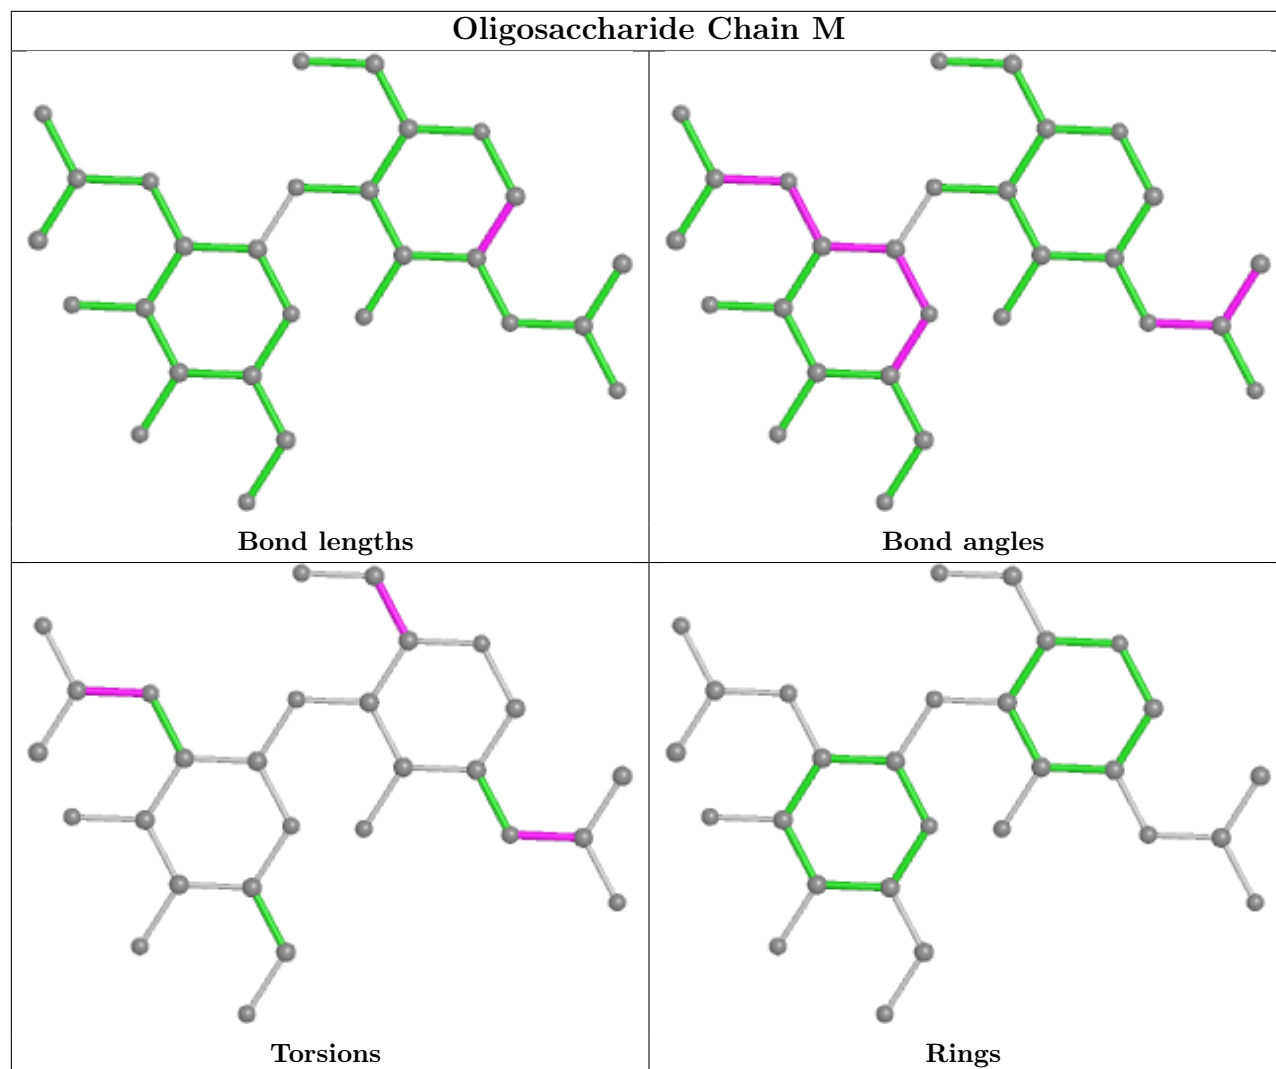 Oligosaccharide Chain M
Bond lengths
Bond angles
Torsions
Rings